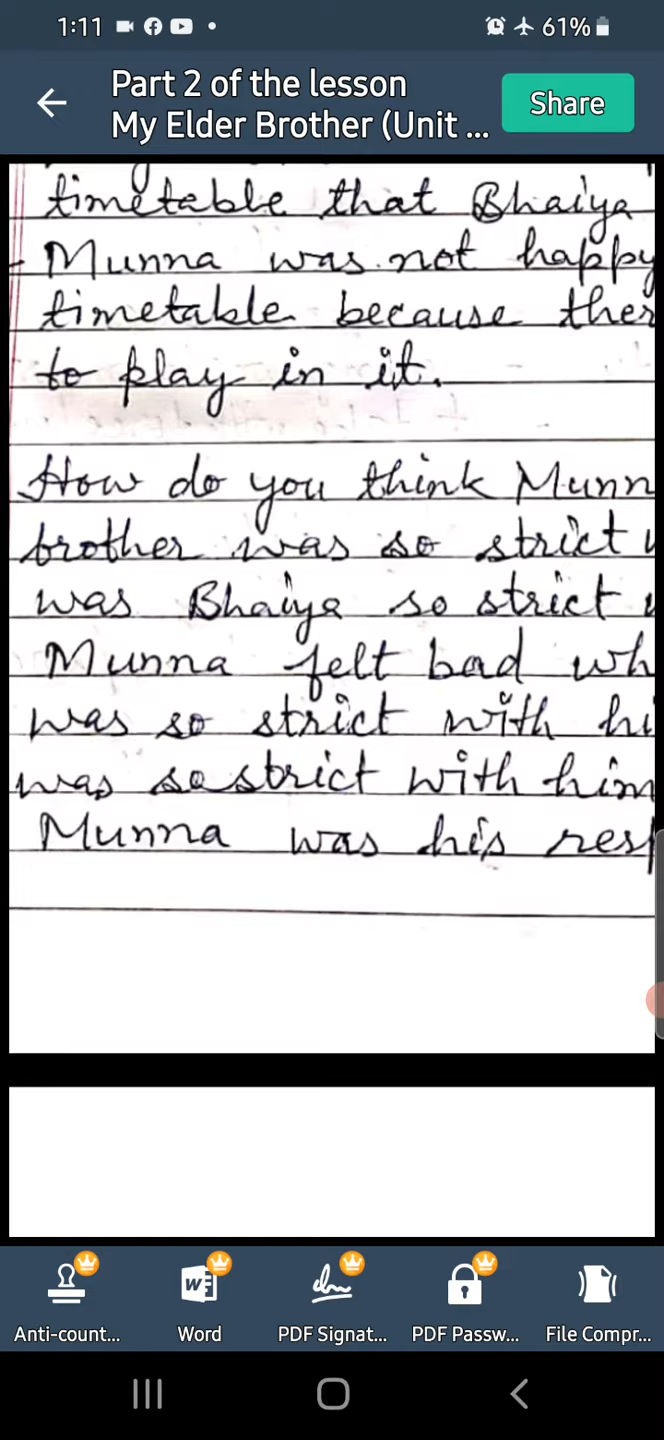 1:11
61%
Part 2 of the lesson
My Elder Brother (Unit ...
Share
timetable that Bhaiya
Munna was not happy
timetable because ther
to play in it.
How do you think Munn
brother was so strict
was Bhaiya so strict
Munna felt bad wh
was so strict with hi
was so strict with him
Munna was his resp
Anti-count...
Word
PDF Signat...
PDF Passw...
File Compr...